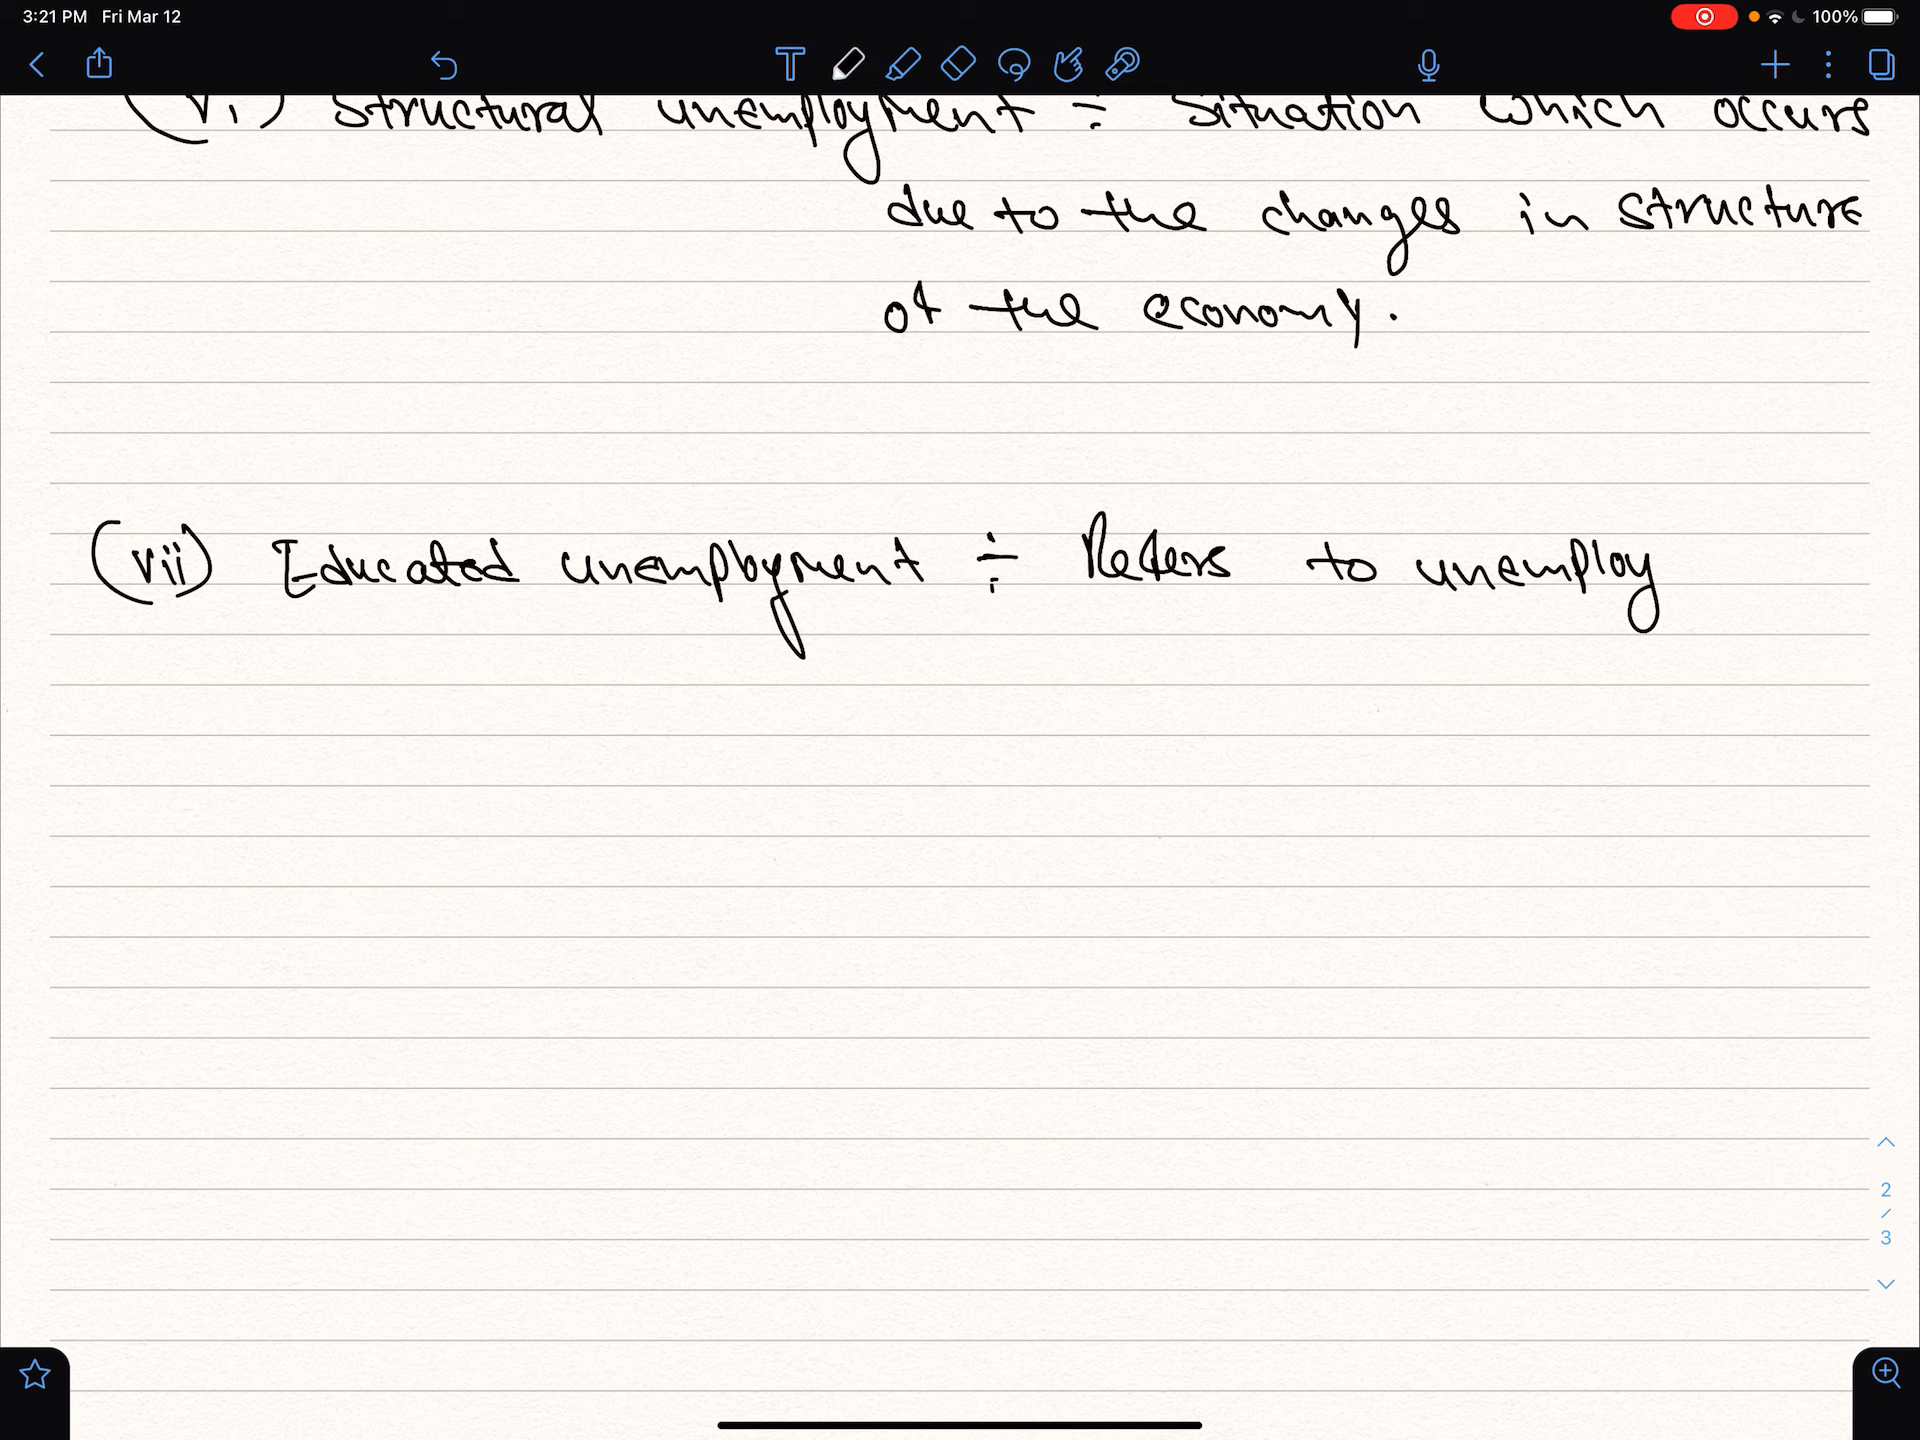 3:21 PM Fri Mar 12
100%
(vi) Structural unemployment ÷ Situation which occurs
due to the changes in structure
of the economy.
(vii) Educated unemployment ÷ Refers to unemploy
2
/
3